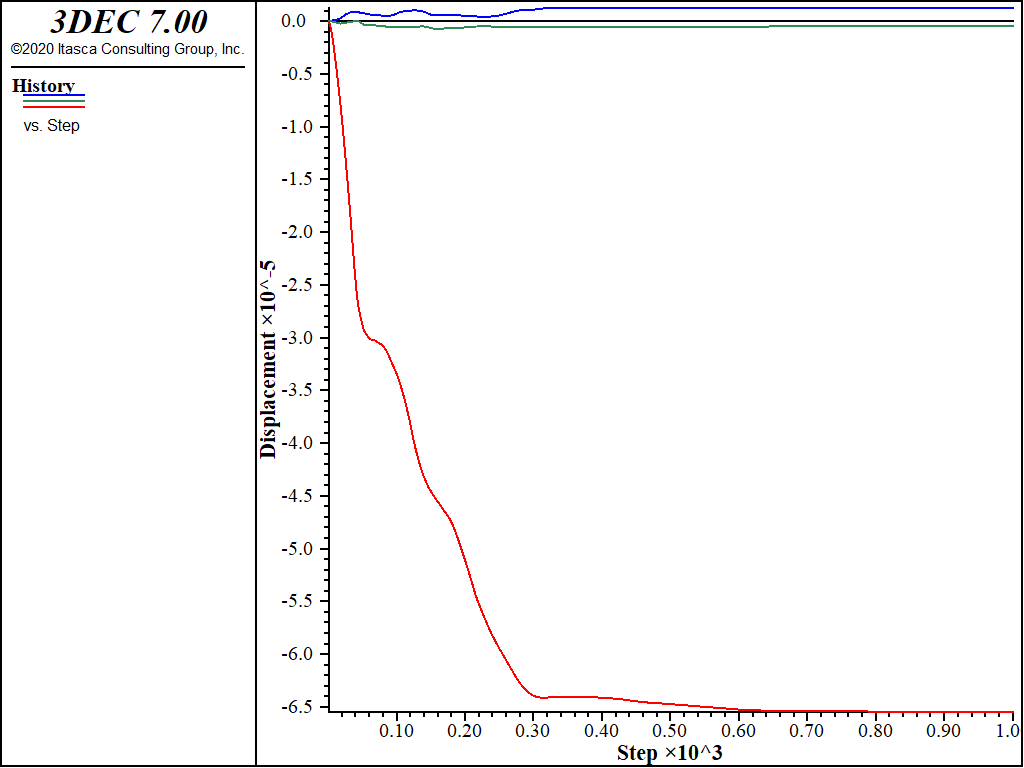 3DEC 7.00
©2020 Itasca Consulting Group, Inc.
History
vs. Step
0.0
-0.5
-1.0
-1.5
-2.0
-2.5
-3.0
-3.5
-4.0
-4.5
-5.0
-5.5
-6.0
-6.5
Displacement ×10^-5
0.10 0.20 0.30 0.40 0.50 0.60 0.70 0.80 0.90 1.0
Step ×10^3